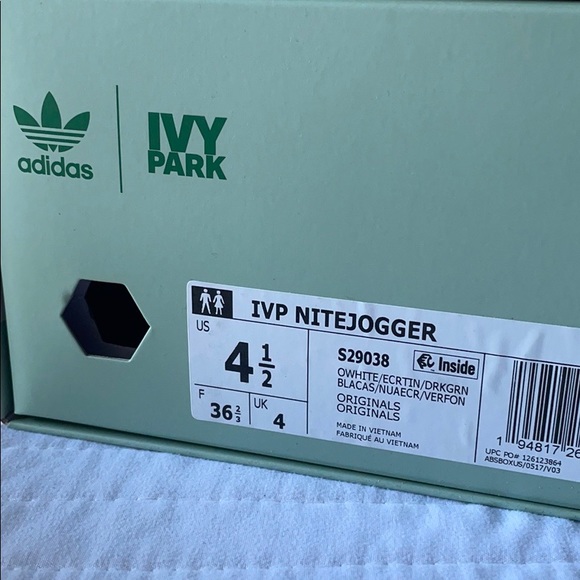 adidas
IVY
PARK
IVP NITEJOGGER
US
4 1/2
F
36 2/3
UK
4
S29038
Inside
OWHITE/ECRTIN/DRKGRN
BLACAS/NUAECR/VERFON
ORIGINALS
ORIGINALS
MADE IN VIETNAM
FABRIQUÉ AU VIETNAM
1 94817 26
UPC PO# 126123864
ABSBOXUS/0517/V03